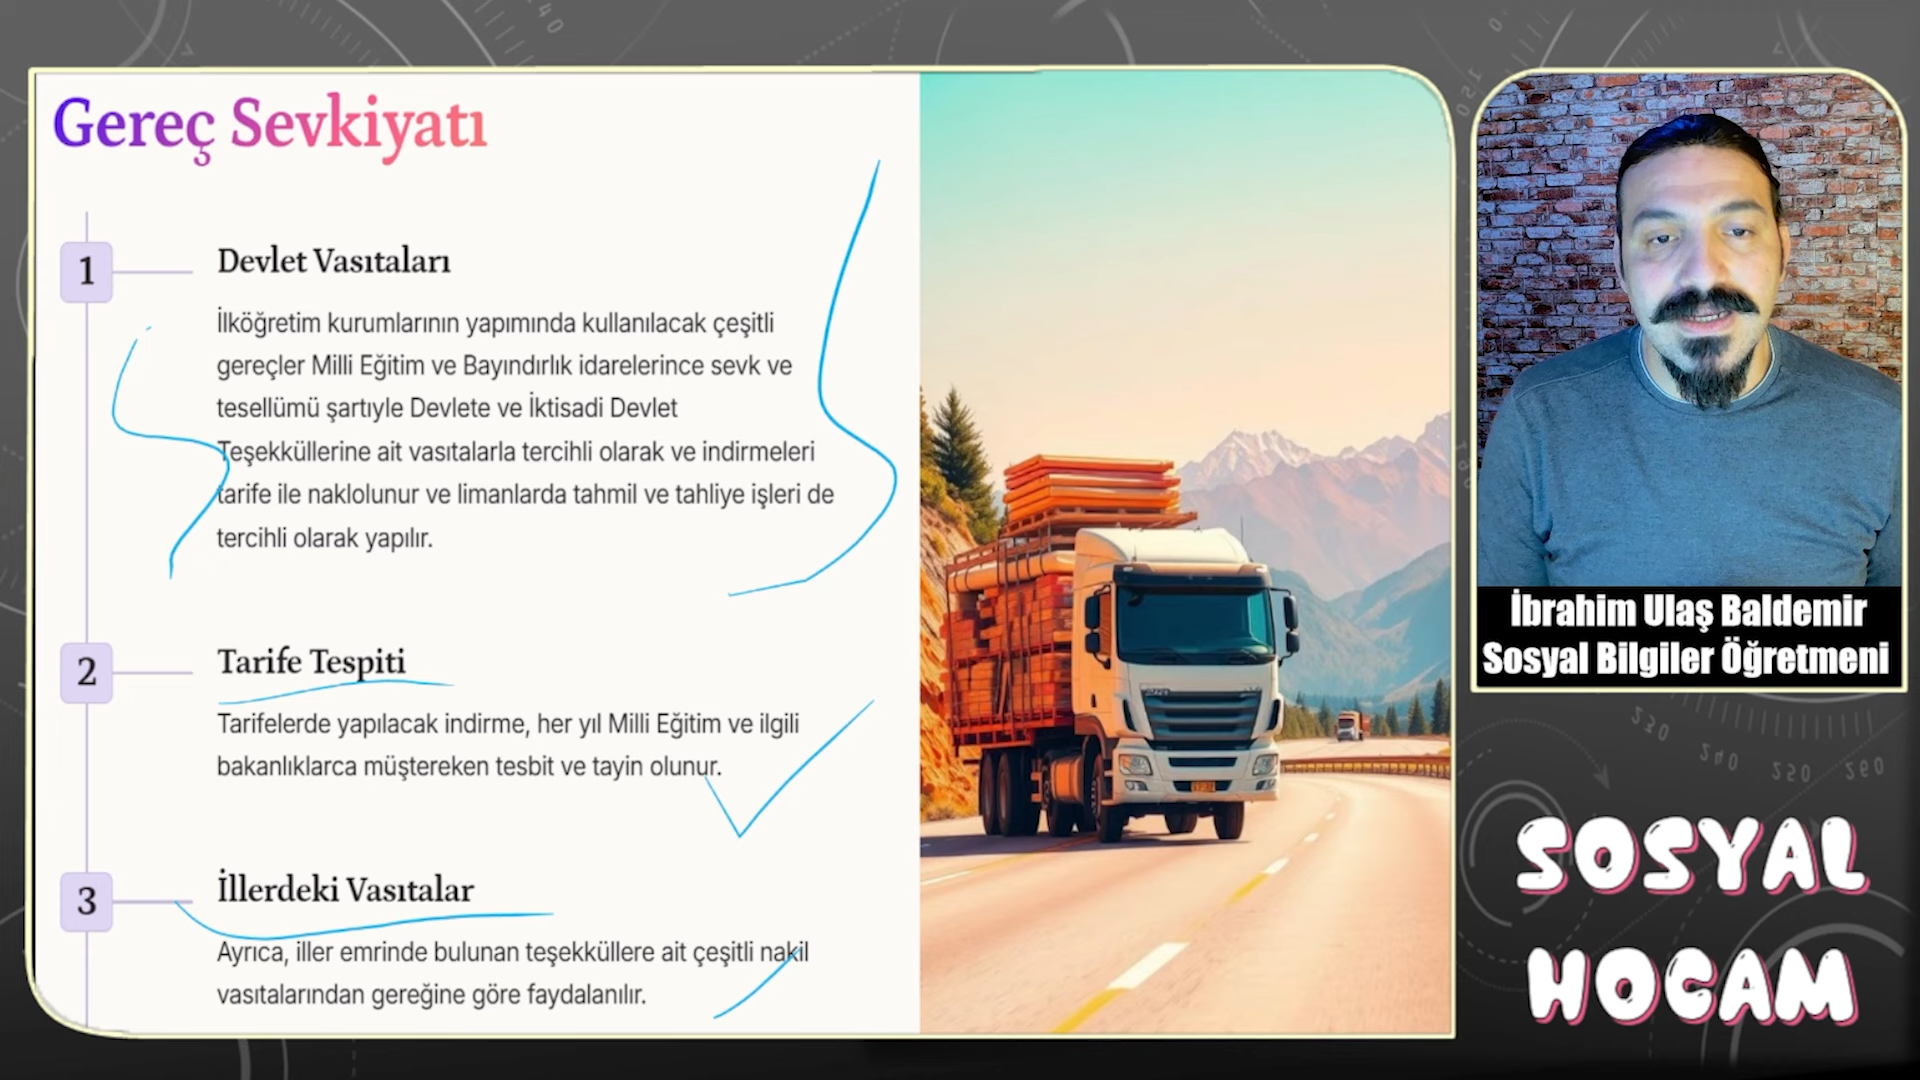 Gereç Sevkiyatı
1
Devlet Vasıtaları
İlköğretim kurumlarının yapımında kullanılacak çeşitli
gereçler Milli Eğitim ve Bayındırlık idarelerince sevk ve
tesellümü şartıyle Devlete ve İktisadi Devlet
Teşekküllerine ait vasıtalarla tercihli olarak ve indirmeleri
tarife ile naklolunur ve limanlarda tahmil ve tahliye işleri de
tercihli olarak yapılır.
2
Tarife Tespiti
Tarifelerde yapılacak indirme, her yıl Milli Eğitim ve ilgili
bakanlıklarca müştereken tesbit ve tayin olunur.
3
İllerdeki Vasıtalar
Ayrıca, iller emrinde bulunan teşekküllere ait çeşitli nakil
vasıtalarından gereğine göre faydalanılır.
İbrahim Ulaş Baldemir
Sosyal Bilgiler Öğretmeni
230 240 250 260
SOSYAL
HOCAM